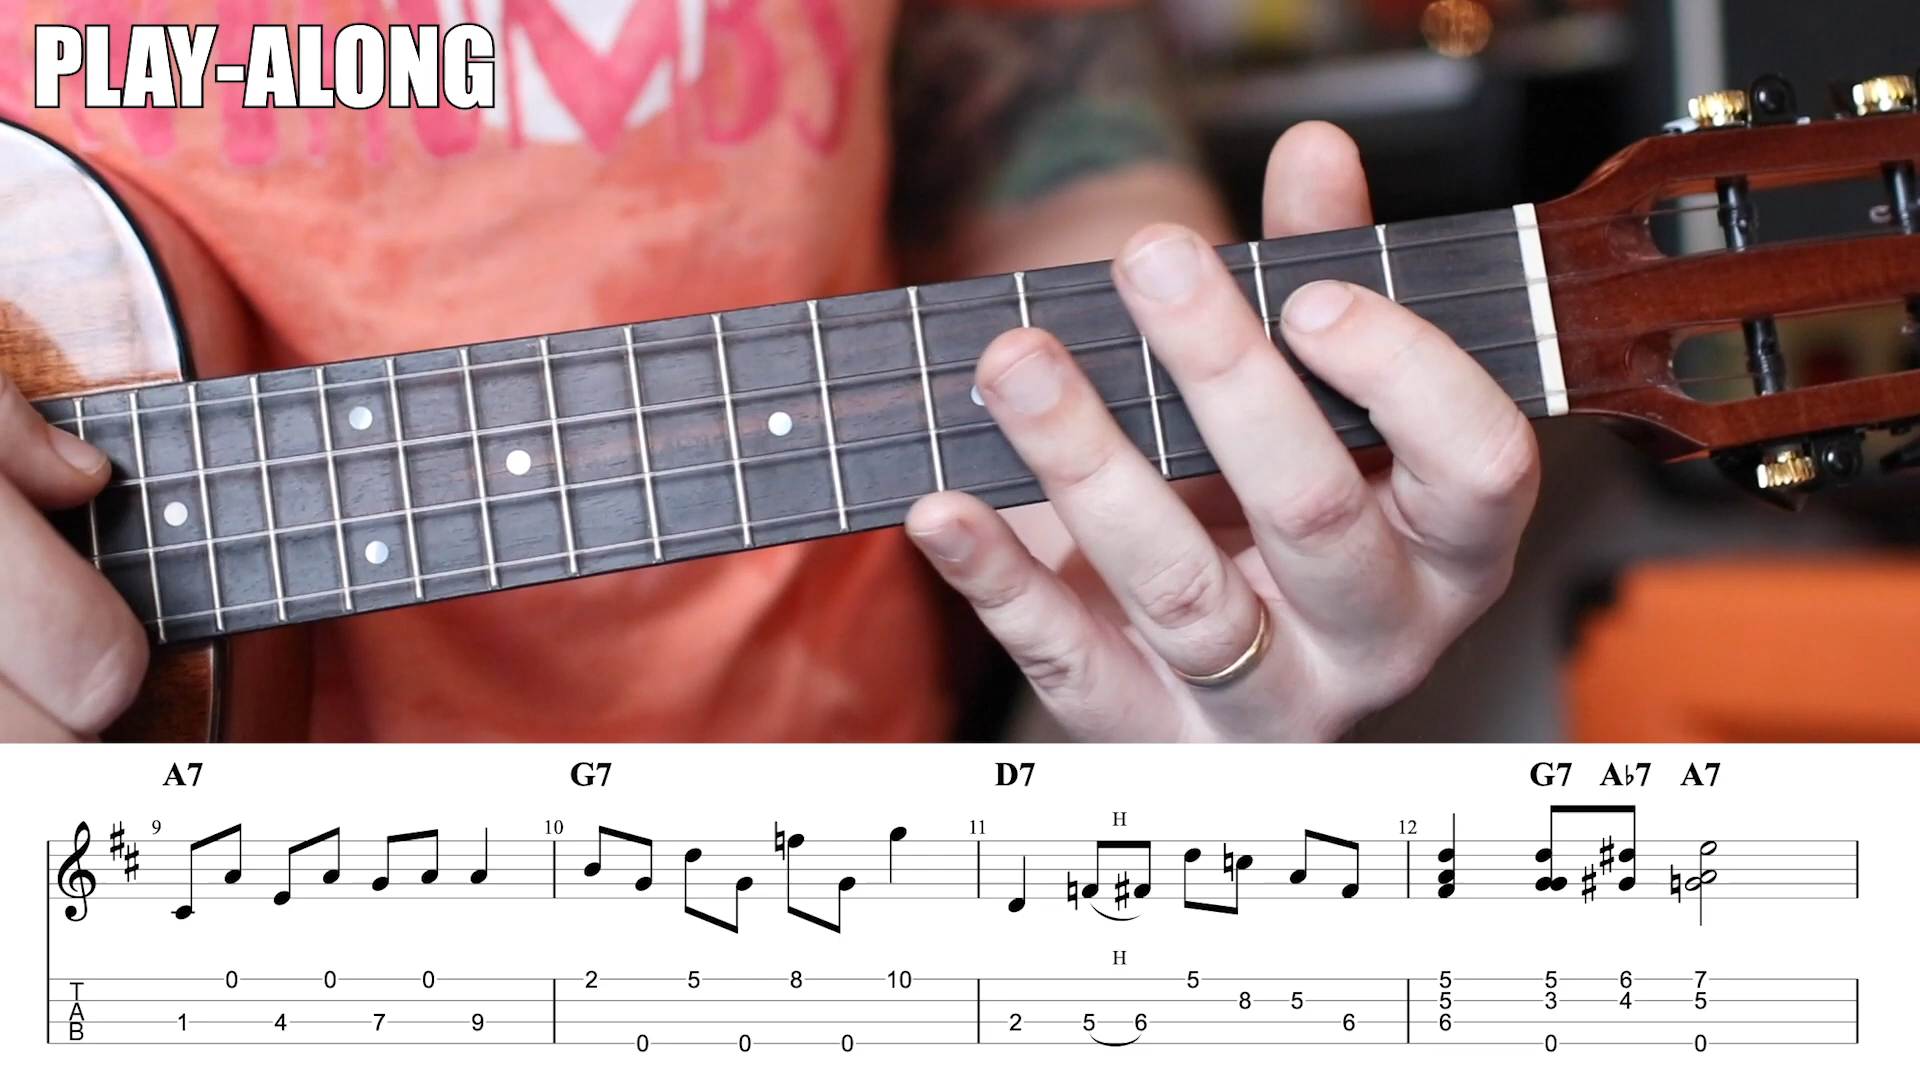 PLAY-ALONG
A7 G7 D7 G7 A♭7 A7
9 10 11 12
H
H
0 0 0 2 5 8 10 5 5 5 6 7
8 5 5 3 4 5
T
A
B
1 4 7 9 2 5 6 6 6
0 0 0 0 0